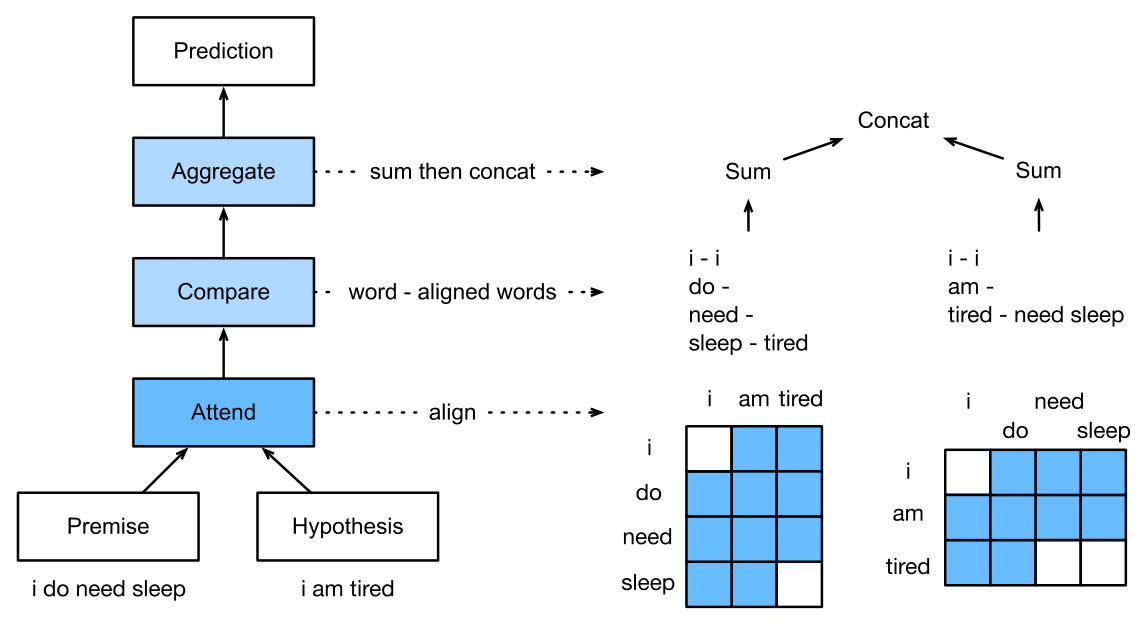 Prediction
Aggregate
sum then concat
Compare
word - aligned words
Attend
align
Premise
Hypothesis
i do need sleep
i am tired
Concat
Sum
Sum
i - i
do -
need -
sleep - tired
i - i
am -
tired - need sleep
i am tired
i
do
need
sleep
i need
do sleep
i
am
tired